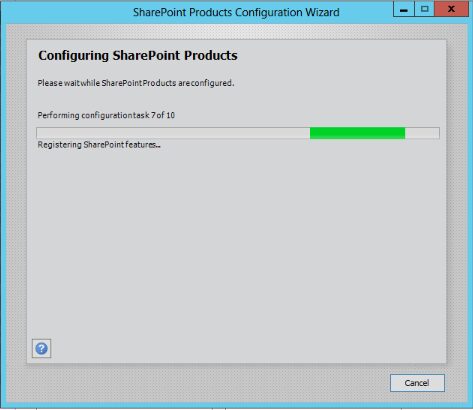 SharePoint Products Configuration Wizard
Configuring SharePoint Products
Please wait while SharePoint Products are configured.
Performing configuration task 7 of 10
Registering SharePoint features..
?
Cancel